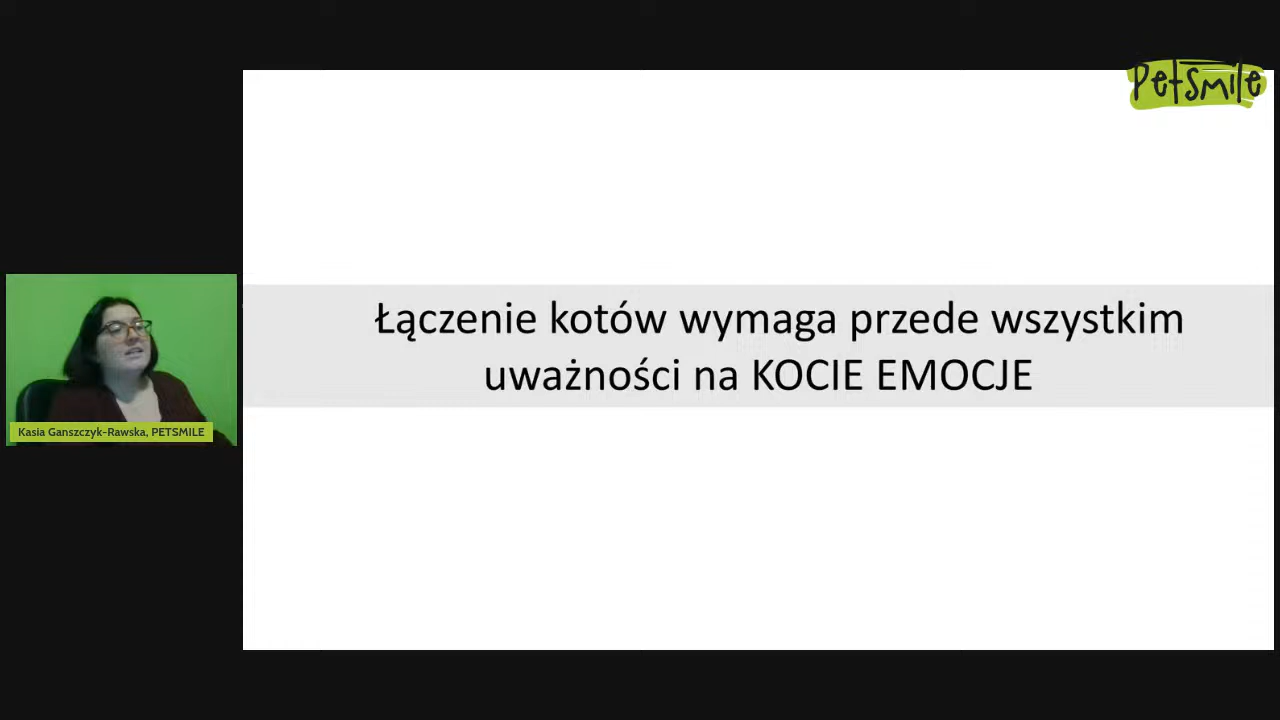 PetSmile
Łączenie kotów wymaga przede wszystkim
uważności na KOCIE EMOCJE
Kasia Ganszczyk-Rawska, PETSMILE